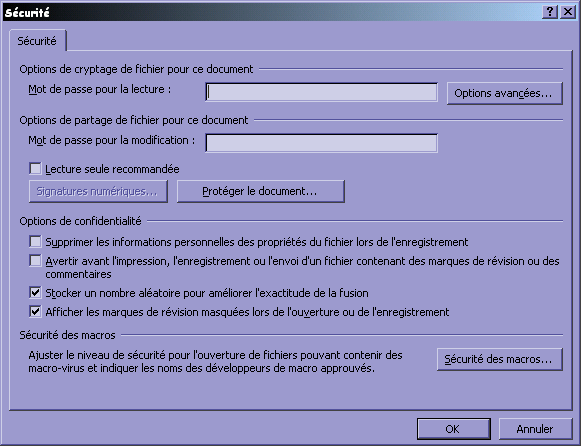 Sécurité
Sécurité
Options de cryptage de fichier pour ce document
Mot de passe pour la lecture :
Options avancées...
Options de partage de fichier pour ce document
Mot de passe pour la modification :
Lecture seule recommandée
Signatures numériques...
Protéger le document...
Options de confidentialité
Supprimer les informations personnelles des propriétés du fichier lors de l'enregistrement
Avertir avant l'impression, l'enregistrement ou l'envoi d'un fichier contenant des marques de révision ou des
commentaires
Stocker un nombre aléatoire pour améliorer l'exactitude de la fusion
Afficher les marques de révision masquées lors de l'ouverture ou de l'enregistrement
Sécurité des macros
Ajuster le niveau de sécurité pour l'ouverture de fichiers pouvant contenir des
macro-virus et indiquer les noms des développeurs de macro approuvés.
Sécurité des macros...
OK
Annuler